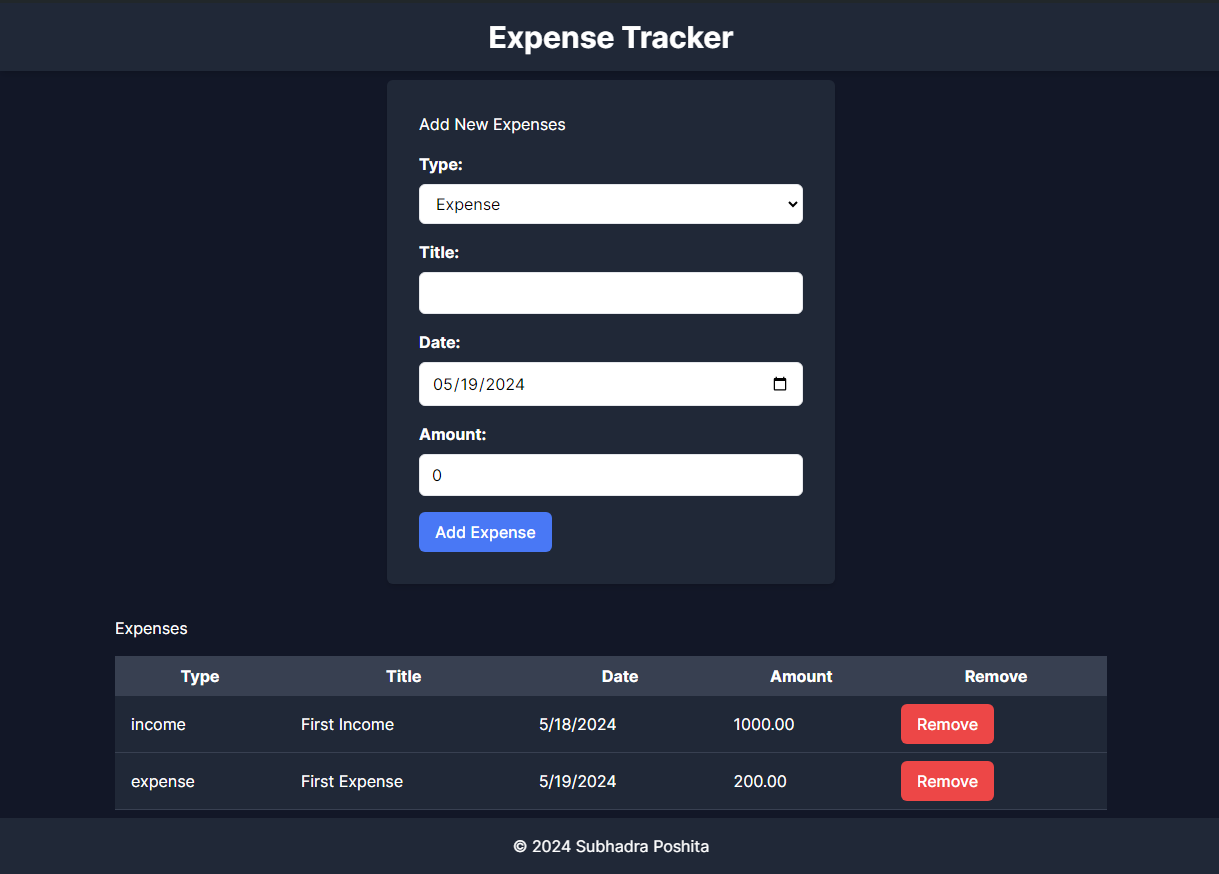 Expense Tracker
Add New Expenses
Type:
Expense
Title:
Date:
05/19/2024
Amount:
0
Add Expense
Expenses
Type Title Date Amount Remove
income First Income 5/18/2024 1000.00 Remove
expense First Expense 5/19/2024 200.00 Remove
© 2024 Subhadra Poshita